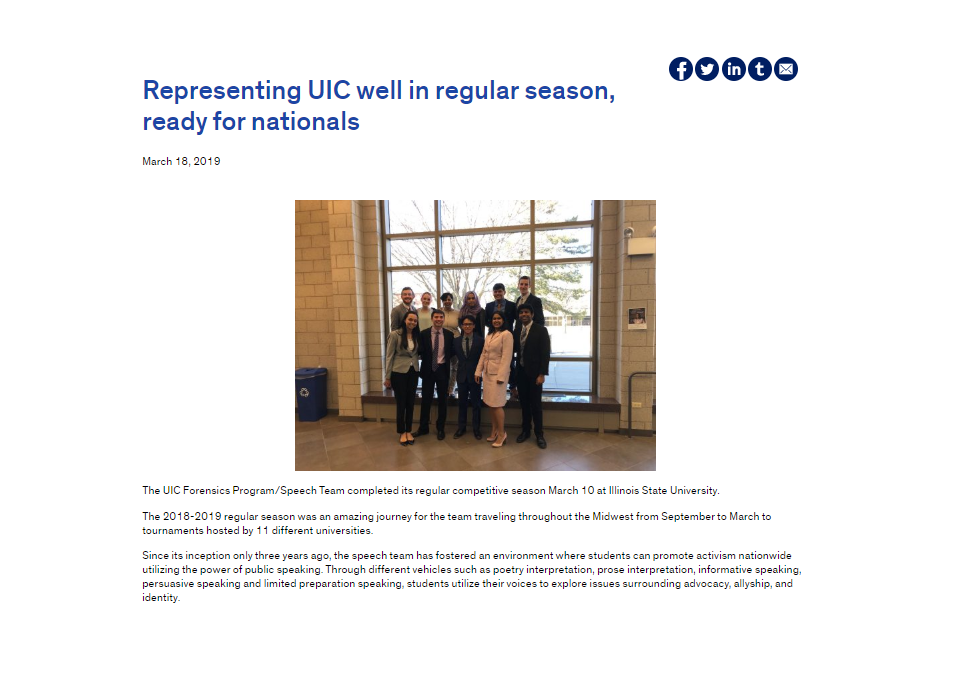 Representing UIC well in regular season,
ready for nationals
March 18, 2019
The UIC Forensics Program/Speech Team completed its regular competitive season March 10 at Illinois State University.
The 2018-2019 regular season was an amazing journey for the team traveling throughout the Midwest from September to March to
tournaments hosted by 11 different universities.
Since its inception only three years ago, the speech team has fostered an environment where students can promote activism nationwide
utilizing the power of public speaking. Through different vehicles such as poetry interpretation, prose interpretation, informative speaking,
persuasive speaking and limited preparation speaking, students utilize their voices to explore issues surrounding advocacy, allyship, and
identity.